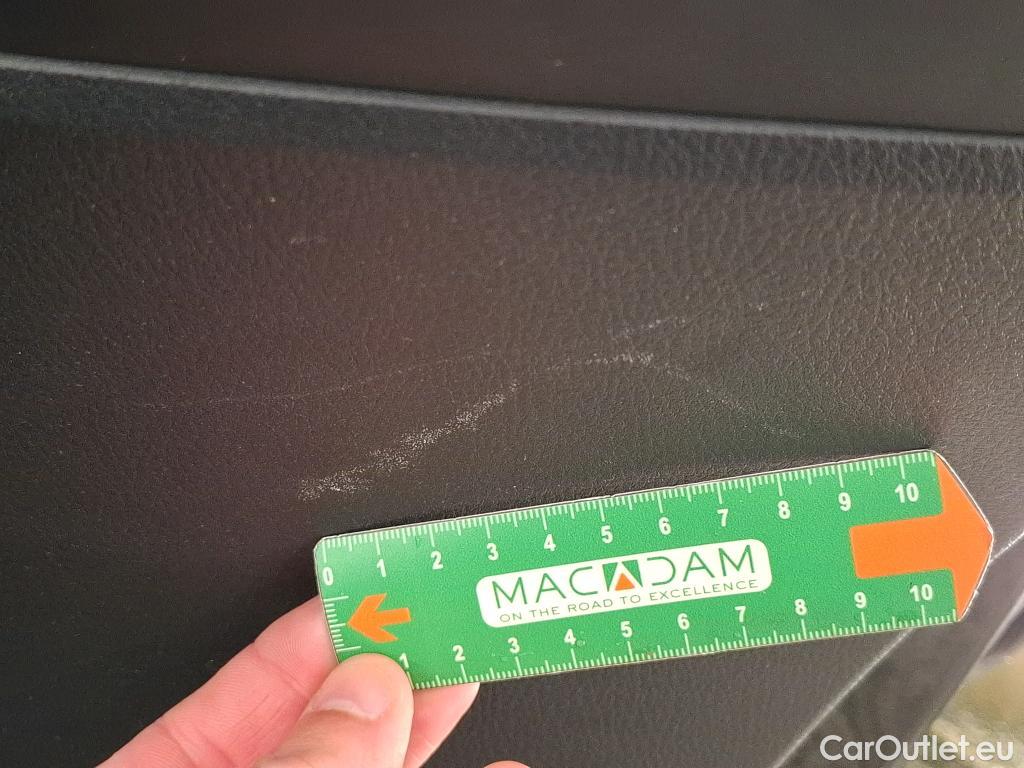 0 1 2 3 4 5 6 7 8 9 10
MACADAM
ON THE ROAD TO EXCELLENCE
1 2 3 4 5 6 7 8 9 10
CarOutlet.eu